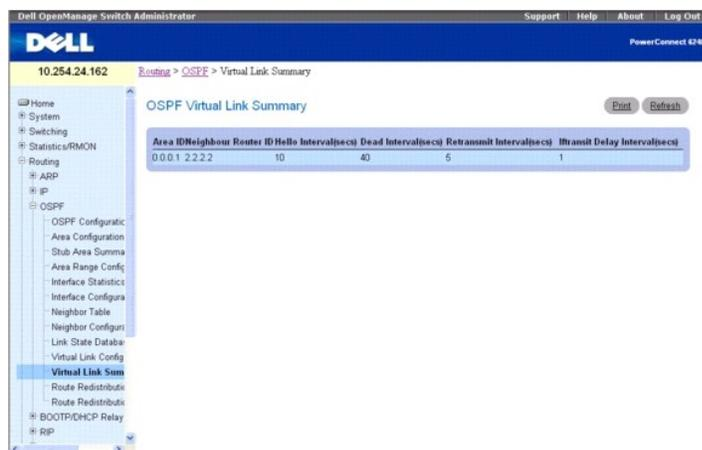 Dell OpenManage Switch Administrator
Support Help About Log Out
DELL
PowerConnect
10.254.24.162
Routing > OSPF > Virtual Link Summary
Home
System
Switching
Statistics/RMON
Routing
ARP
IP
OSPF
OSPF Configuratic
Area Configuration
Stub Area Summa
Area Range Config
Interface Statistics
Interface Configura
Neighbor Table
Neighbor Configura
Link State Databa
Virtual Link Config
Virtual Link Sum
Route Redistributic
Route Redistributic
BOOTP/DHCP Relay
RIP
OSPF Virtual Link Summary
Print Refresh
Area ID Neighbour Router ID Hello Interval(secs) Dead Interval(secs) Retransmit Interval(secs) Iftransit Delay Interval(secs)
0.0.0.1 2.2.2.2 10 40 5 1